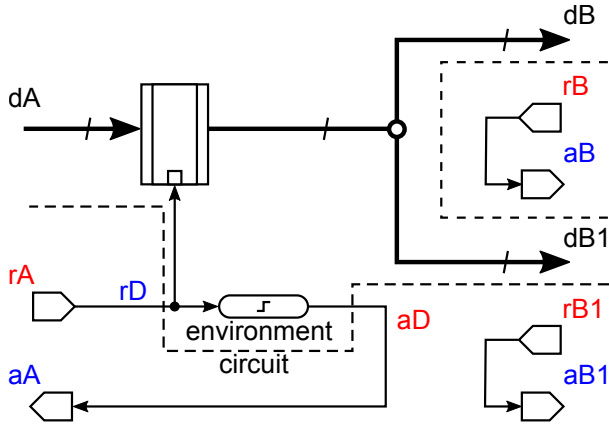 dB
dA
rB
aB
dB1
rA
rD
aD
rB1
environment
circuit
aA
aB1